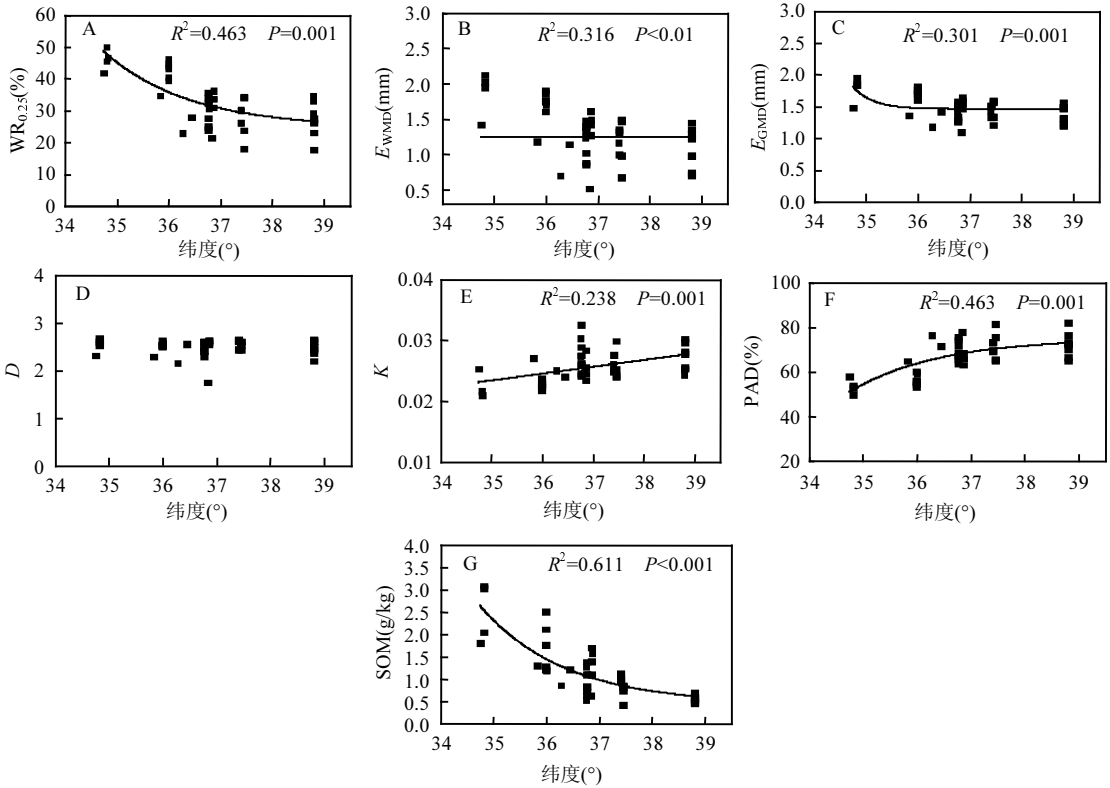 A
R²=0.463 P=0.001
WR0.25(%)
60
50
40
30
20
10
0
34 35 36 37 38 39
纬度(°)
B
R²=0.316 P<0.01
EWMD(mm)
3.0
2.5
2.0
1.5
1.0
0.5
34 35 36 37 38 39
纬度(°)
C
R²=0.301 P=0.001
EGMD(mm)
3.0
2.5
2.0
1.5
1.0
0.5
0.0
34 35 36 37 38 39
纬度(°)
D
D
4
3
2
1
0
34 35 36 37 38 39
纬度(°)
E
R²=0.238 P=0.001
K
0.04
0.03
0.02
0.01
34 35 36 37 38 39
纬度(°)
F
R²=0.463 P=0.001
PAD(%)
100
80
60
40
20
34 35 36 37 38 39
纬度(°)
G
R²=0.611 P<0.001
SOM(g/kg)
4.0
3.5
3.0
2.5
2.0
1.5
1.0
0.5
0.0
34 35 36 37 38 39
纬度(°)